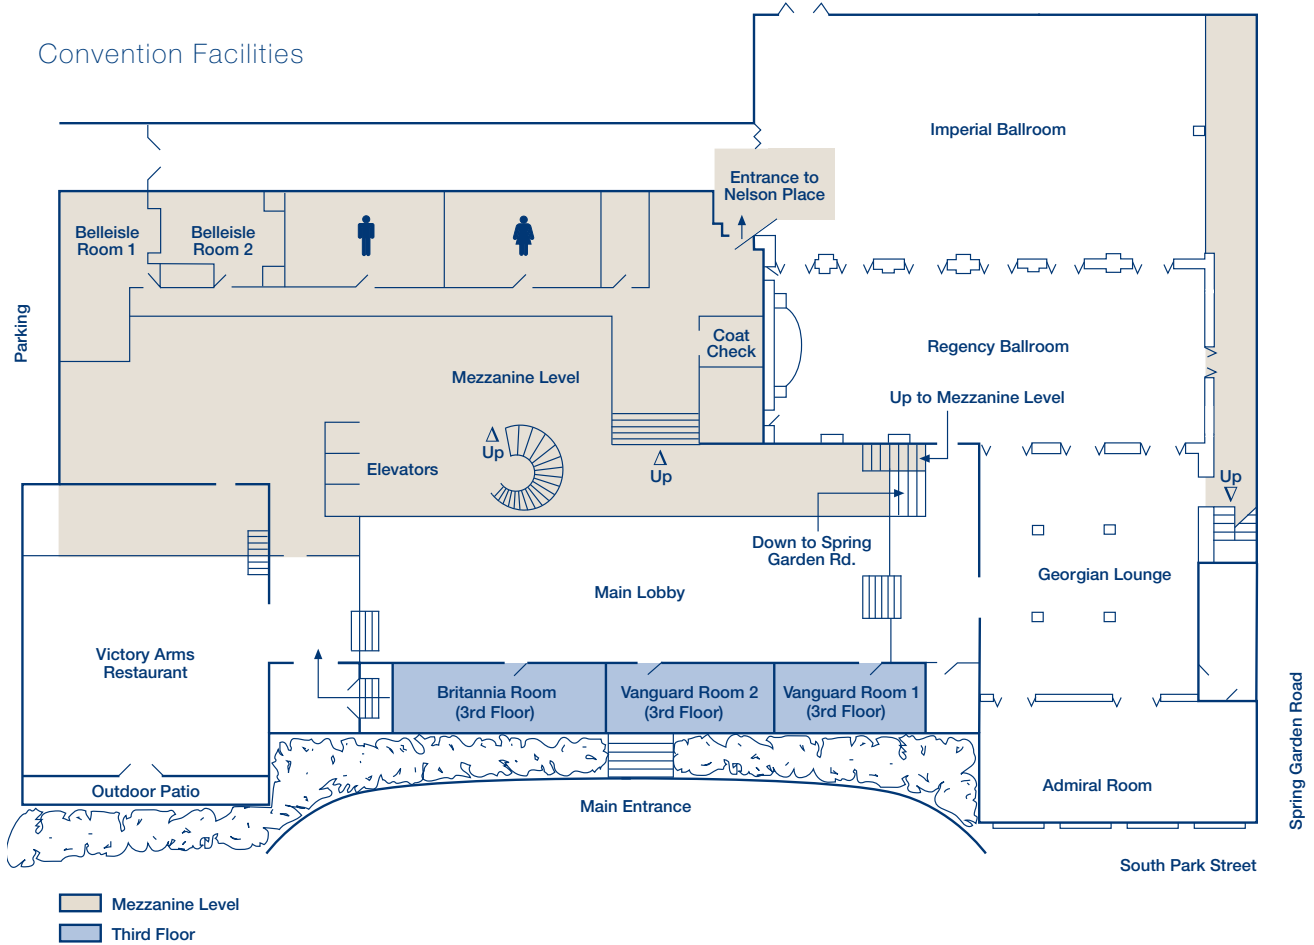 Convention Facilities
Imperial Ballroom
Entrance to
Nelson Place
Belleisle
Room 1
Belleisle
Room 2
Parking
Coat
Check
Regency Ballroom
Mezzanine Level
Up to Mezzanine Level
Up
Elevators
Up
Up
Down to Spring
Garden Rd.
Georgian Lounge
Main Lobby
Victory Arms
Restaurant
Britannia Room
(3rd Floor)
Vanguard Room 2
(3rd Floor)
Vanguard Room 1
(3rd Floor)
Spring Garden Road
Outdoor Patio
Main Entrance
Admiral Room
South Park Street
Mezzanine Level
Third Floor